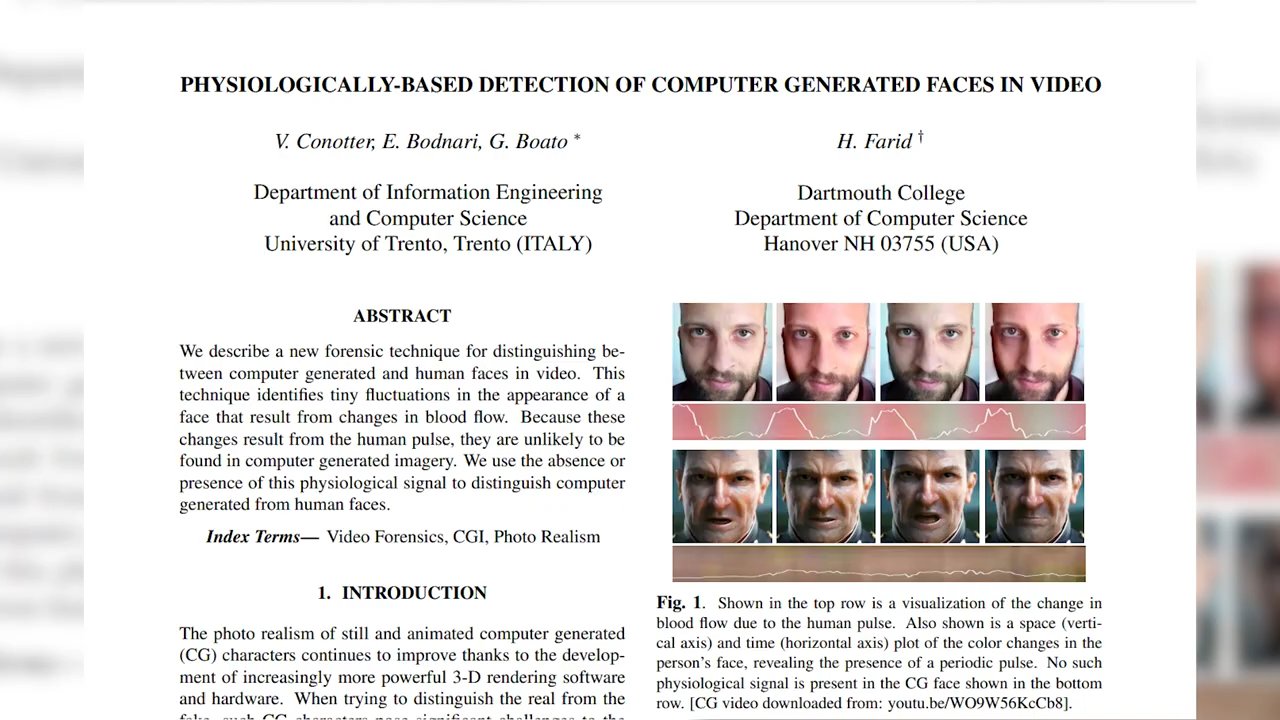 PHYSIOLOGICALLY-BASED DETECTION OF COMPUTER GENERATED FACES IN VIDEO
V. Conotter, E. Bodnari, G. Boato *
Department of Information Engineering
and Computer Science
University of Trento, Trento (ITALY)
H. Farid †
Dartmouth College
Department of Computer Science
Hanover NH 03755 (USA)
ABSTRACT
We describe a new forensic technique for distinguishing be-
tween computer generated and human faces in video. This
technique identifies tiny fluctuations in the appearance of a
face that result from changes in blood flow. Because these
changes result from the human pulse, they are unlikely to be
found in computer generated imagery. We use the absence or
presence of this physiological signal to distinguish computer
generated from human faces.
Index Terms— Video Forensics, CGI, Photo Realism
1. INTRODUCTION
The photo realism of still and animated computer generated
(CG) characters continues to improve thanks to the develop-
ment of increasingly more powerful 3-D rendering software
and hardware. When trying to distinguish the real from the
Fig. 1. Shown in the top row is a visualization of the change in
blood flow due to the human pulse. Also shown is a space (verti-
cal axis) and time (horizontal axis) plot of the color changes in the
person's face, revealing the presence of a periodic pulse. No such
physiological signal is present in the CG face shown in the bottom
row. [CG video downloaded from: youtu.be/WO9W56KcCb8].